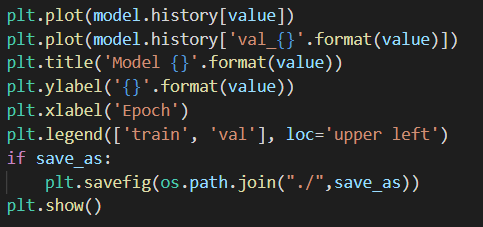 plt.plot(model.history[value])
plt.plot(model.history['val_{}'.format(value)])
plt.title('Model {}'.format(value))
plt.ylabel('{}'.format(value))
plt.xlabel('Epoch')
plt.legend(['train', 'val'], loc='upper left')
if save_as:
    plt.savefig(os.path.join("./",save_as))
plt.show()